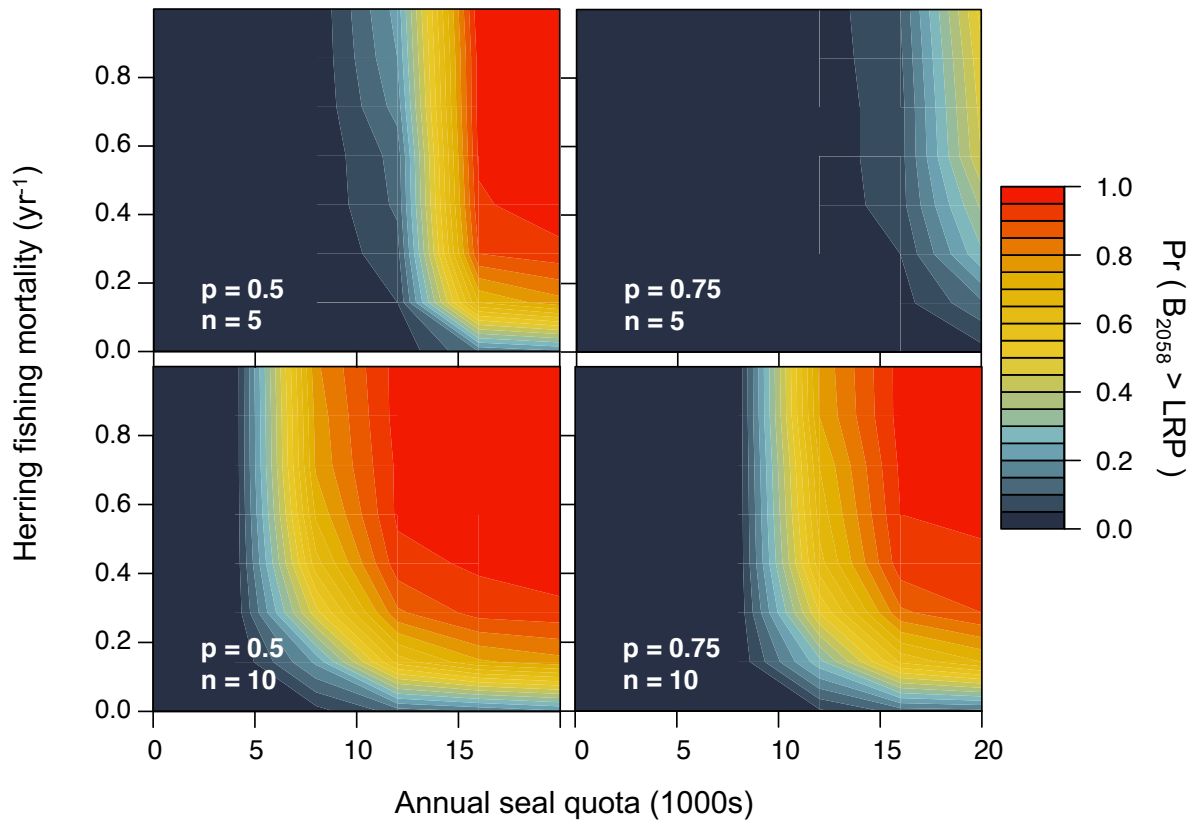 0.8
0.6
0.4
0.2
0.0
p = 0.5
n = 5
p = 0.75
n = 5
0.8
0.6
0.4
0.2
0.0
p = 0.5
n = 10
p = 0.75
n = 10
0 5 10 15 0 5 10 15 20
Annual seal quota (1000s)
Herring fishing mortality (yr⁻¹)
1.0
0.8
0.6
0.4
0.2
0.0
Pr ( B₂₀₅₈ > LRP )